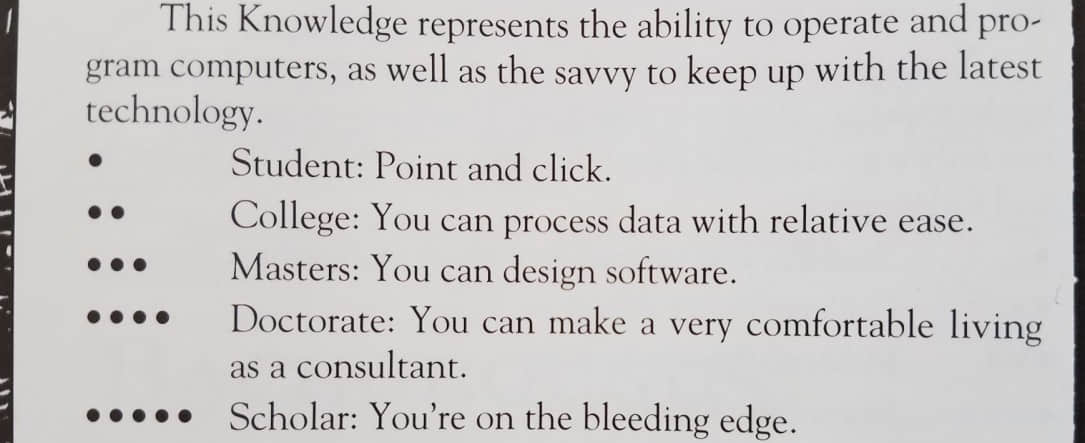 This Knowledge represents the ability to operate and pro-
gram computers, as well as the savvy to keep up with the latest
technology.
• Student: Point and click.
•• College: You can process data with relative ease.
••• Masters: You can design software.
•••• Doctorate: You can make a very comfortable living
as a consultant.
••••• Scholar: You're on the bleeding edge.